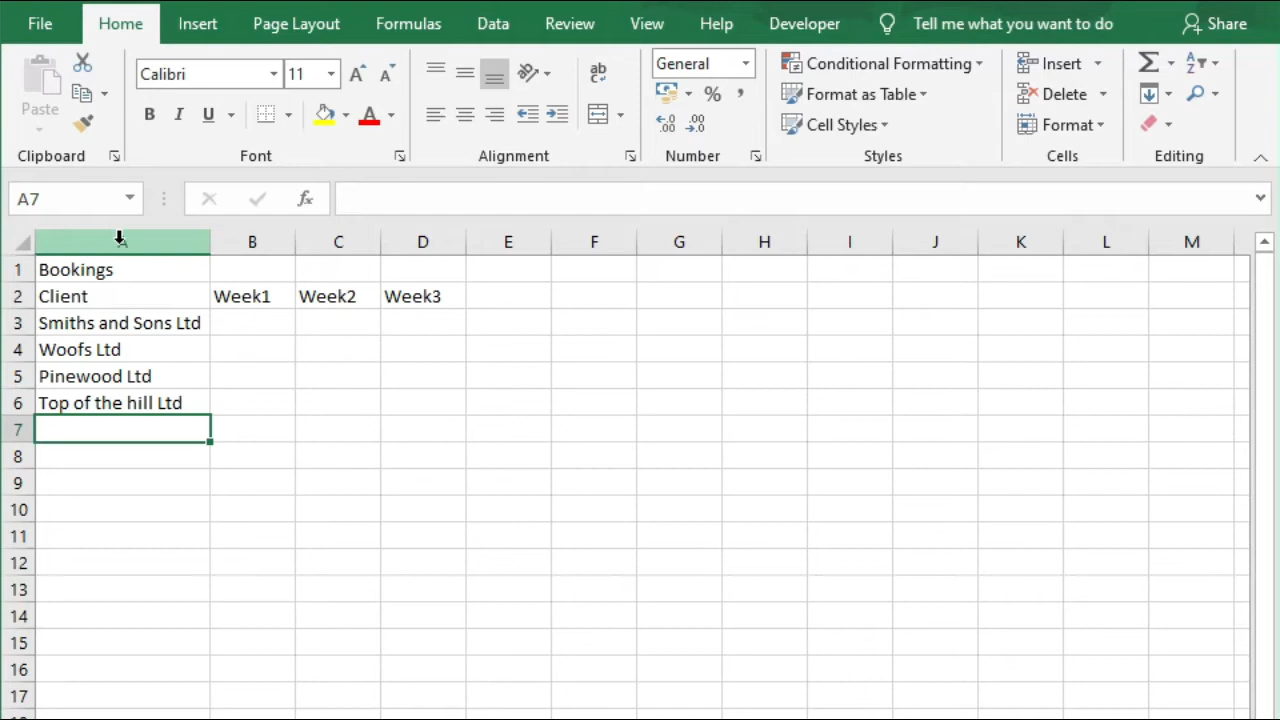 File Home Insert Page Layout Formulas Data Review View Help Developer Tell me what you want to do Share
Calibri 11 General Conditional Formatting Insert Σ
Paste B I U A % , Format as Table Delete
Cell Styles Format
Clipboard Font Alignment Number Styles Cells Editing
A7 fx
A B C D E F G H I J K L M
1 Bookings
2 Client Week1 Week2 Week3
3 Smiths and Sons Ltd
4 Woofs Ltd
5 Pinewood Ltd
6 Top of the hill Ltd
7
8
9
10
11
12
13
14
15
16
17